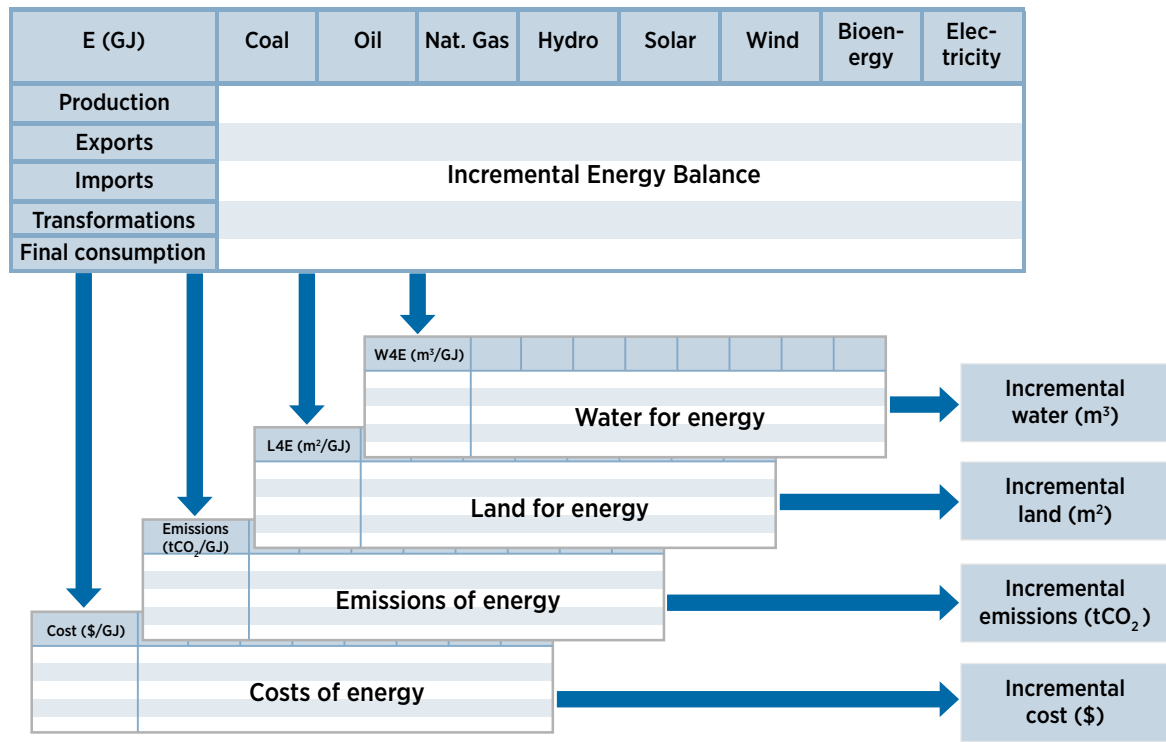 E (GJ)
Coal
Oil
Nat. Gas
Hydro
Solar
Wind
Bioen-
ergy
Elec-
tricity
Production
Exports
Imports
Transformations
Final consumption
Incremental Energy Balance
W4E (m³/GJ)
Water for energy
Incremental
water (m³)
L4E (m²/GJ)
Land for energy
Incremental
land (m²)
Emissions
(tCO₂/GJ)
Emissions of energy
Incremental
emissions (tCO₂)
Cost ($/GJ)
Costs of energy
Incremental
cost ($)